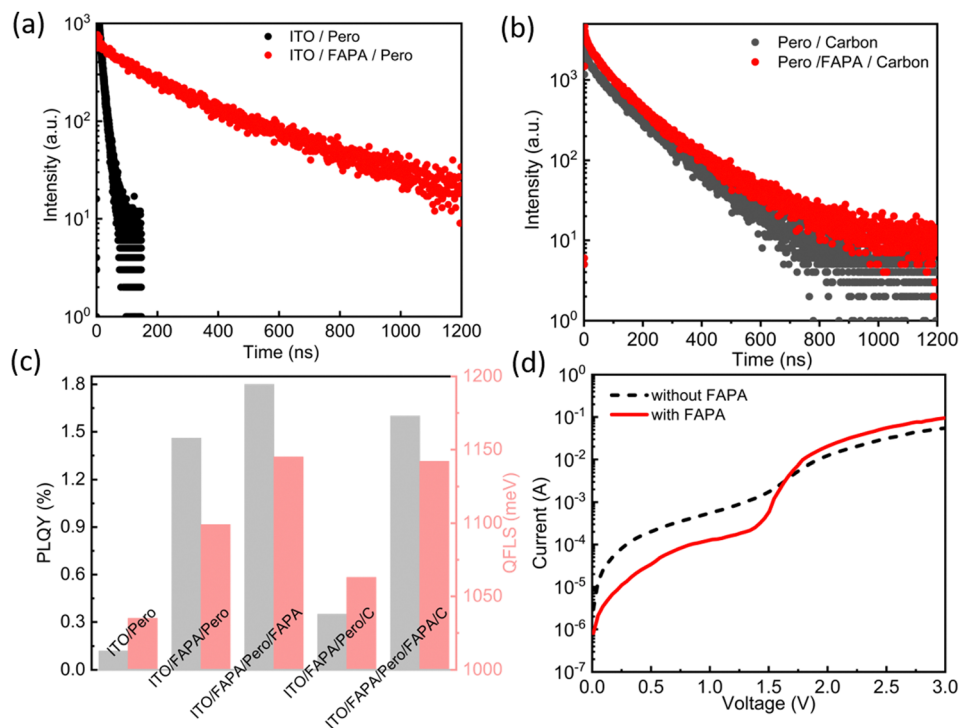 (a)
10³
10²
10¹
10⁰
Intensity (a.u.)
ITO / Pero
ITO / FAPA / Pero
0 200 400 600 800 1000 1200
Time (ns)
(b)
10³
10²
10¹
10⁰
Intensity (a.u.)
Pero / Carbon
Pero /FAPA / Carbon
0 200 400 600 800 1000 1200
Time (ns)
(c)
1.8
1.5
1.2
0.9
0.6
0.3
0.0
PLQY (%)
1200
1150
1100
1050
1000
QFLS (meV)
ITO/Pero
ITO/FAPA/Pero
ITO/FAPA/Pero/FAPA
ITO/FAPA/Pero/C
ITO/FAPA/Pero/FAPA/C
(d)
10⁰
10⁻¹
10⁻²
10⁻³
10⁻⁴
10⁻⁵
10⁻⁶
10⁻⁷
Current (A)
without FAPA
with FAPA
0.0 0.5 1.0 1.5 2.0 2.5 3.0
Voltage (V)